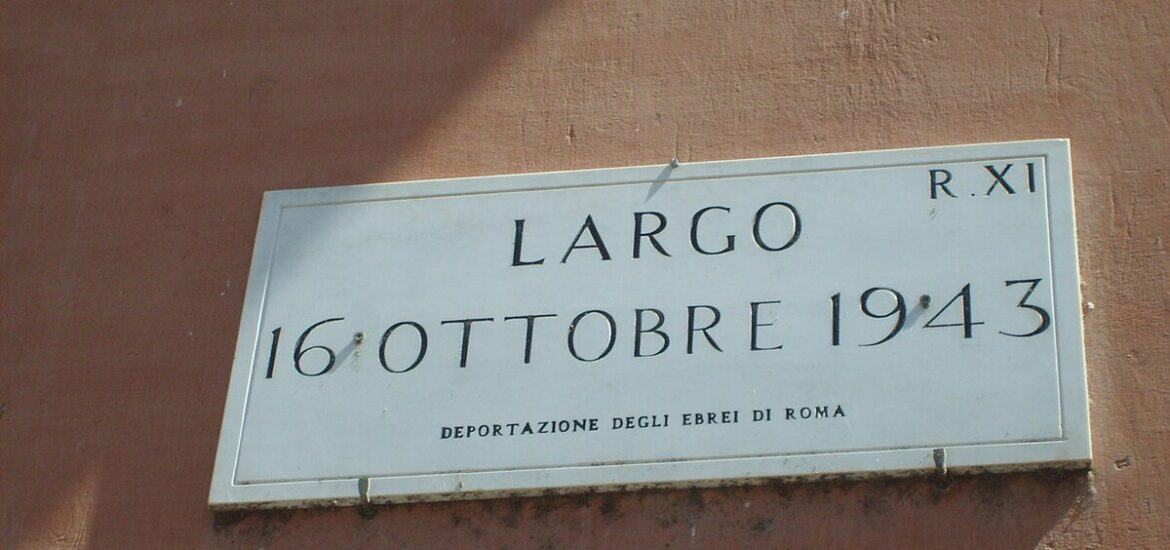 R. XI
LARGO
16 OTTOBRE 1943
DEPORTAZIONE DEGLI EBREI DI ROMA